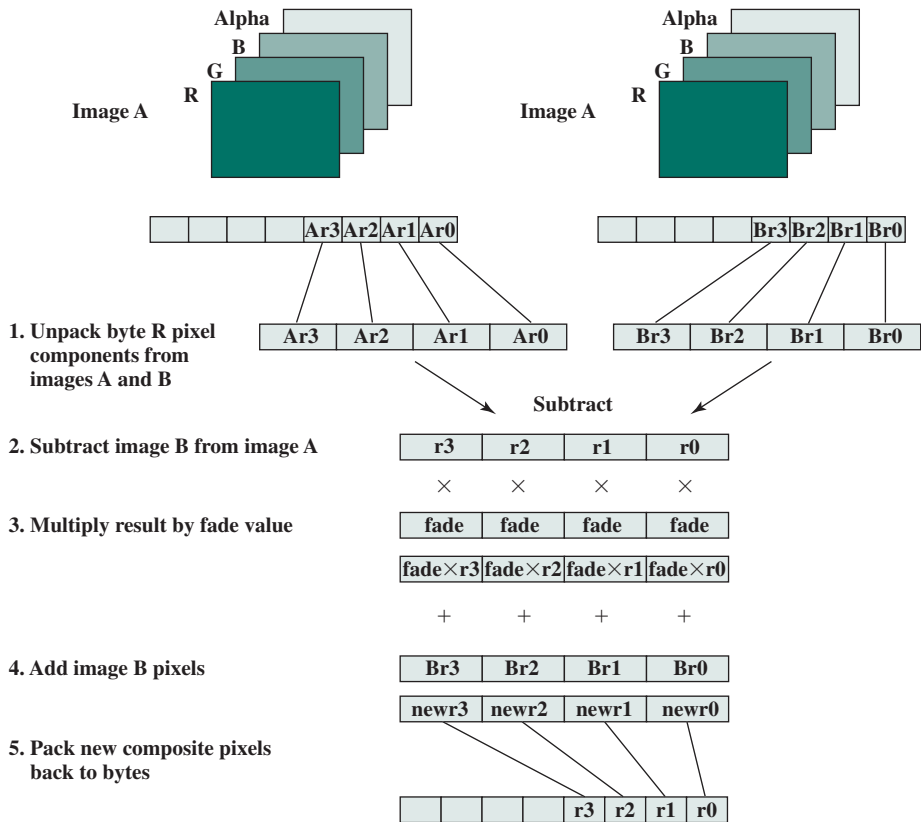 Alpha Alpha
B B
G G
R R
Image A Image A
Ar3 Ar2 Ar1 Ar0 Br3 Br2 Br1 Br0
1. Unpack byte R pixel
components from
images A and B
Ar3 Ar2 Ar1 Ar0 Br3 Br2 Br1 Br0
Subtract
2. Subtract image B from image A
r3 r2 r1 r0
× × × ×
3. Multiply result by fade value
fade fade fade fade
fade×r3 fade×r2 fade×r1 fade×r0
+ + + +
4. Add image B pixels
Br3 Br2 Br1 Br0
newr3 newr2 newr1 newr0
5. Pack new composite pixels
back to bytes
r3 r2 r1 r0